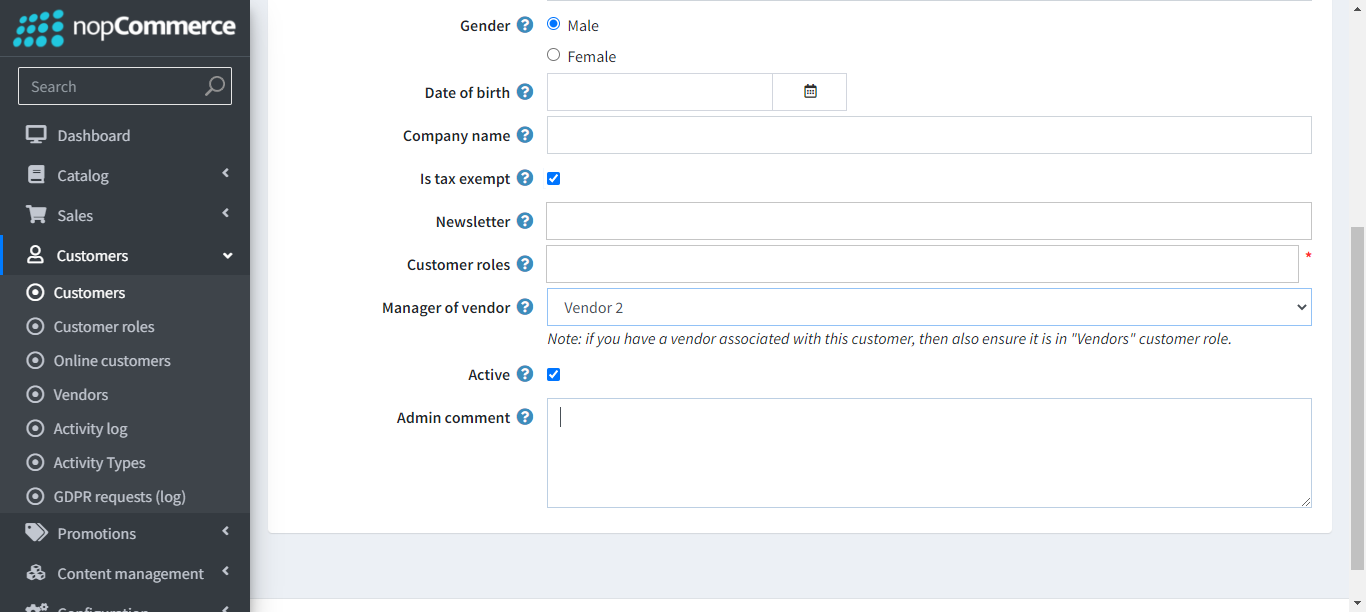 nopCommerce
Search
Dashboard
Catalog
Sales
Customers
Customers
Customer roles
Online customers
Vendors
Activity log
Activity Types
GDPR requests (log)
Promotions
Content management
Configuration
Gender ? Male
Female
Date of birth ?
Company name ?
Is tax exempt ?
Newsletter ?
Customer roles ? *
Manager of vendor ? Vendor 2
Note: if you have a vendor associated with this customer, then also ensure it is in "Vendors" customer role.
Active ?
Admin comment ?